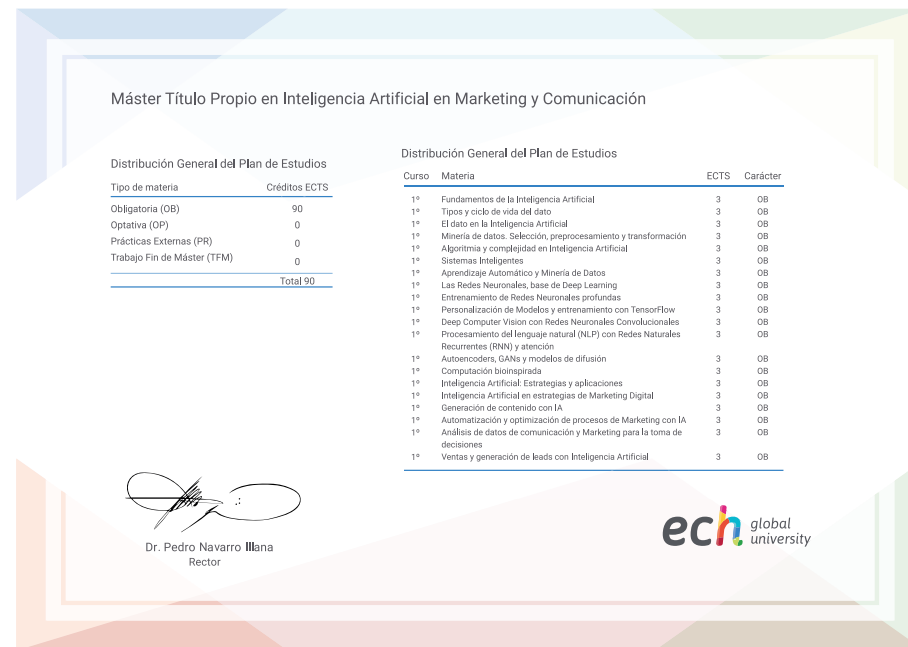 Máster Título Propio en Inteligencia Artificial en Marketing y Comunicación
Distribución General del Plan de Estudios
Tipo de materia Créditos ECTS
Obligatoria (OB) 90
Optativa (OP) 0
Prácticas Externas (PR) 0
Trabajo Fin de Máster (TFM) 0
Total 90
Distribución General del Plan de Estudios
Curso Materia ECTS Carácter
1º Fundamentos de la Inteligencia Artificial 3 OB
1º Tipos y ciclo de vida del dato 3 OB
1º El dato en la Inteligencia Artificial 3 OB
1º Minería de datos. Selección, preprocesamiento y transformación 3 OB
1º Algoritmia y complejidad en Inteligencia Artificial 3 OB
1º Sistemas Inteligentes 3 OB
1º Aprendizaje Automático y Minería de Datos 3 OB
1º Las Redes Neuronales, base de Deep Learning 3 OB
1º Entrenamiento de Redes Neuronales profundas 3 OB
1º Personalización de Modelos y entrenamiento con TensorFlow 3 OB
1º Deep Computer Vision con Redes Neuronales Convolucionales 3 OB
1º Procesamiento del lenguaje natural (NLP) con Redes Naturales 3 OB
Recurrentes (RNN) y atención
1º Autoencoders, GANs y modelos de difusión 3 OB
1º Computación bioinspirada 3 OB
1º Inteligencia Artificial: Estrategias y aplicaciones 3 OB
1º Inteligencia Artificial en estrategias de Marketing Digital 3 OB
1º Generación de contenido con IA 3 OB
1º Automatización y optimización de procesos de Marketing con IA 3 OB
1º Análisis de datos de comunicación y Marketing para la toma de 3 OB
decisiones
1º Ventas y generación de leads con Inteligencia Artificial 3 OB
Dr. Pedro Navarro Illana
Rector
ech global
university